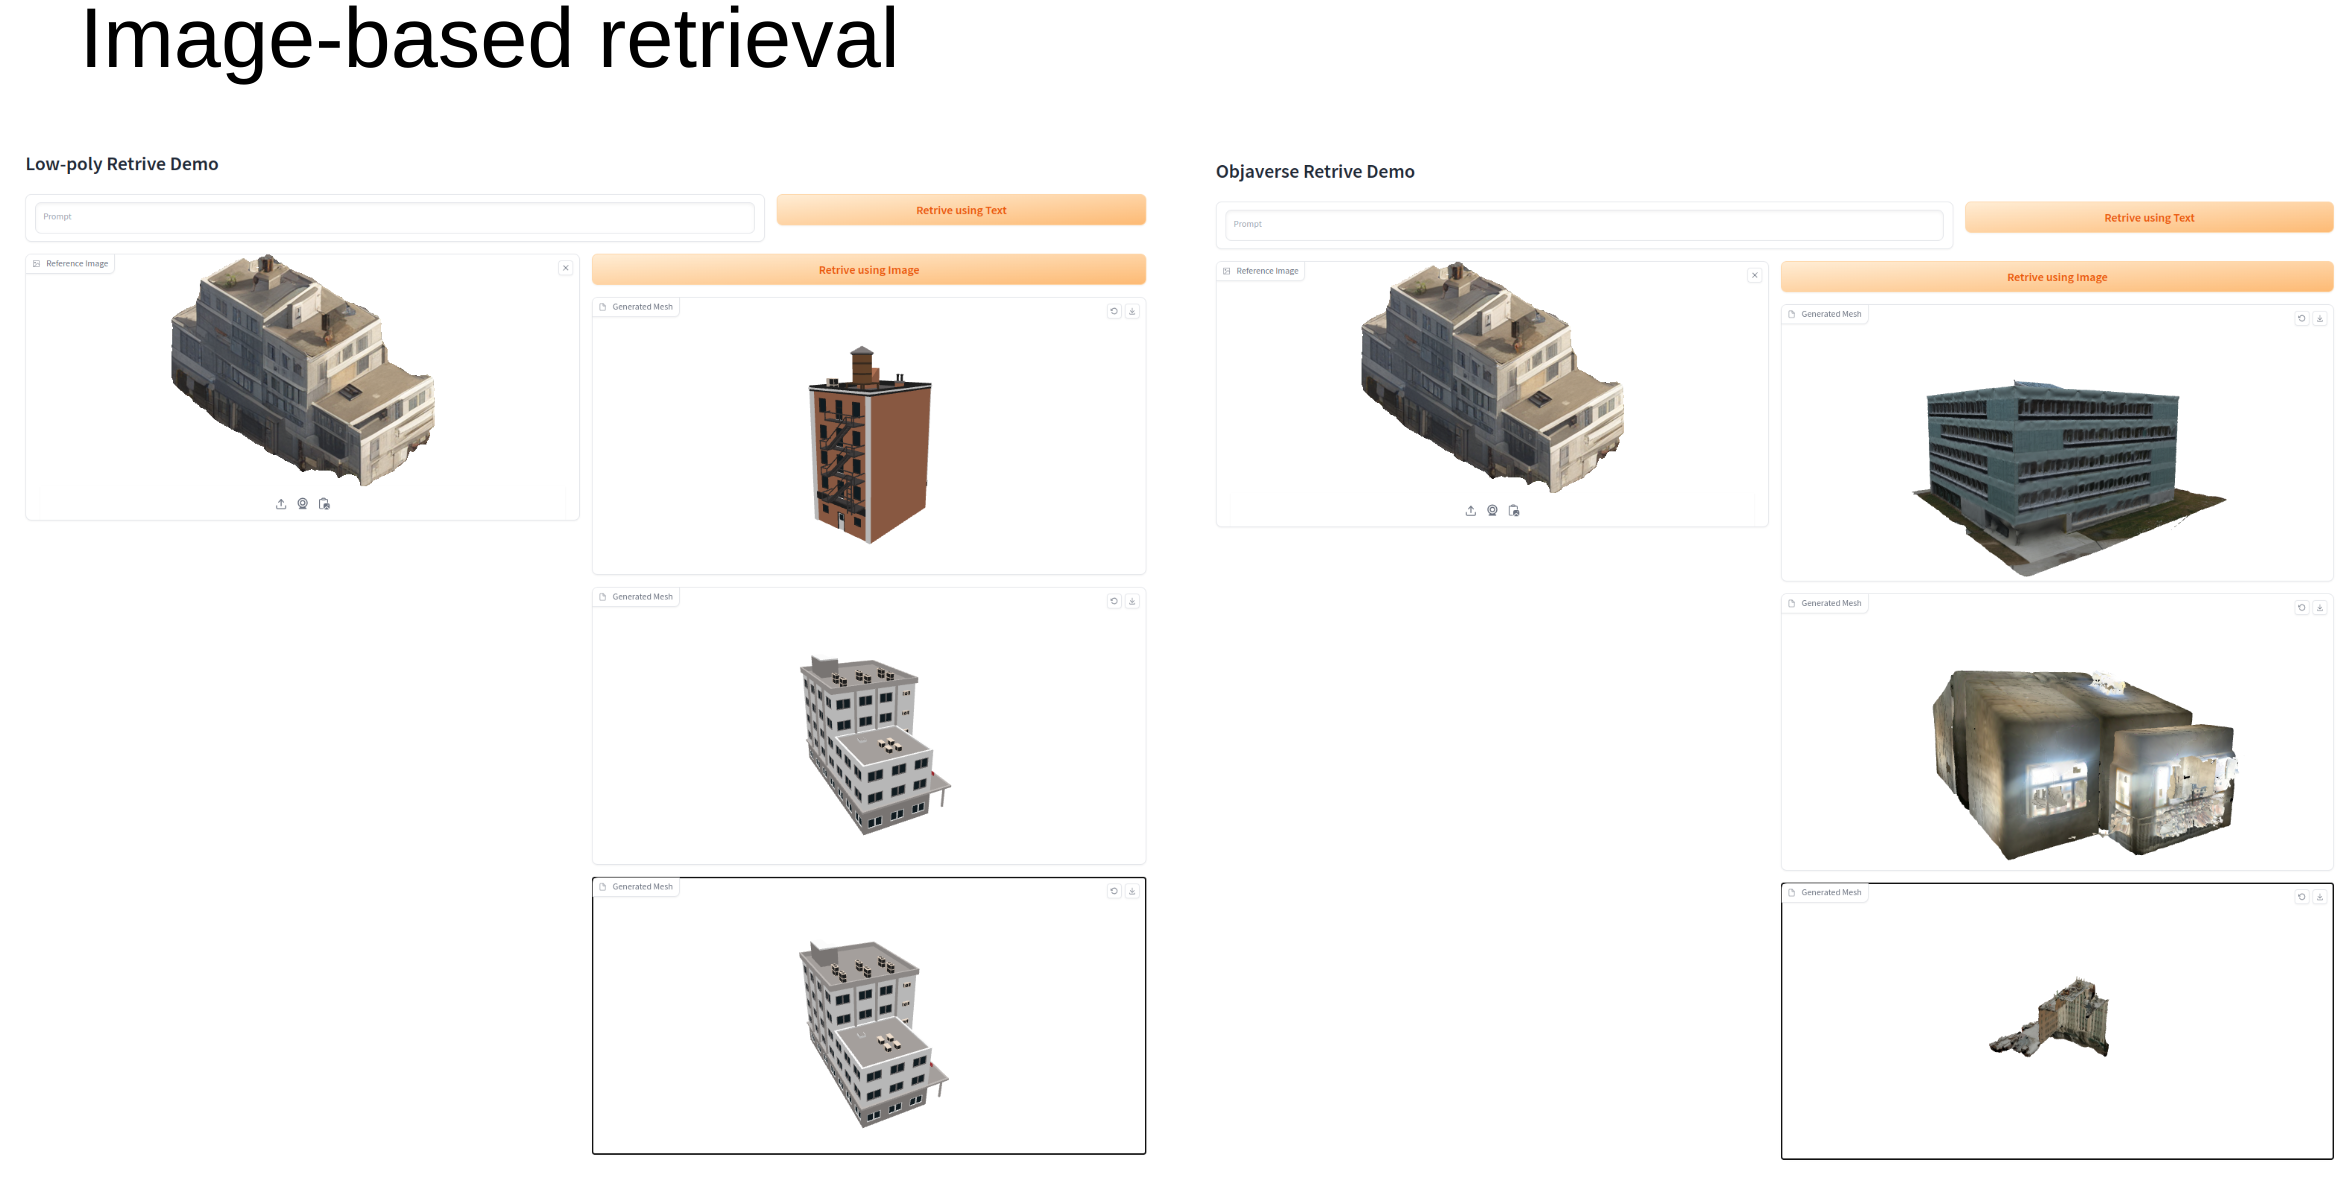 Image-based retrieval
Low-poly Retrive Demo
Prompt
Retrive using Text
Reference Image
Retrive using Image
Generated Mesh
Generated Mesh
Generated Mesh
Objaverse Retrive Demo
Prompt
Retrive using Text
Reference Image
Retrive using Image
Generated Mesh
Generated Mesh
Generated Mesh